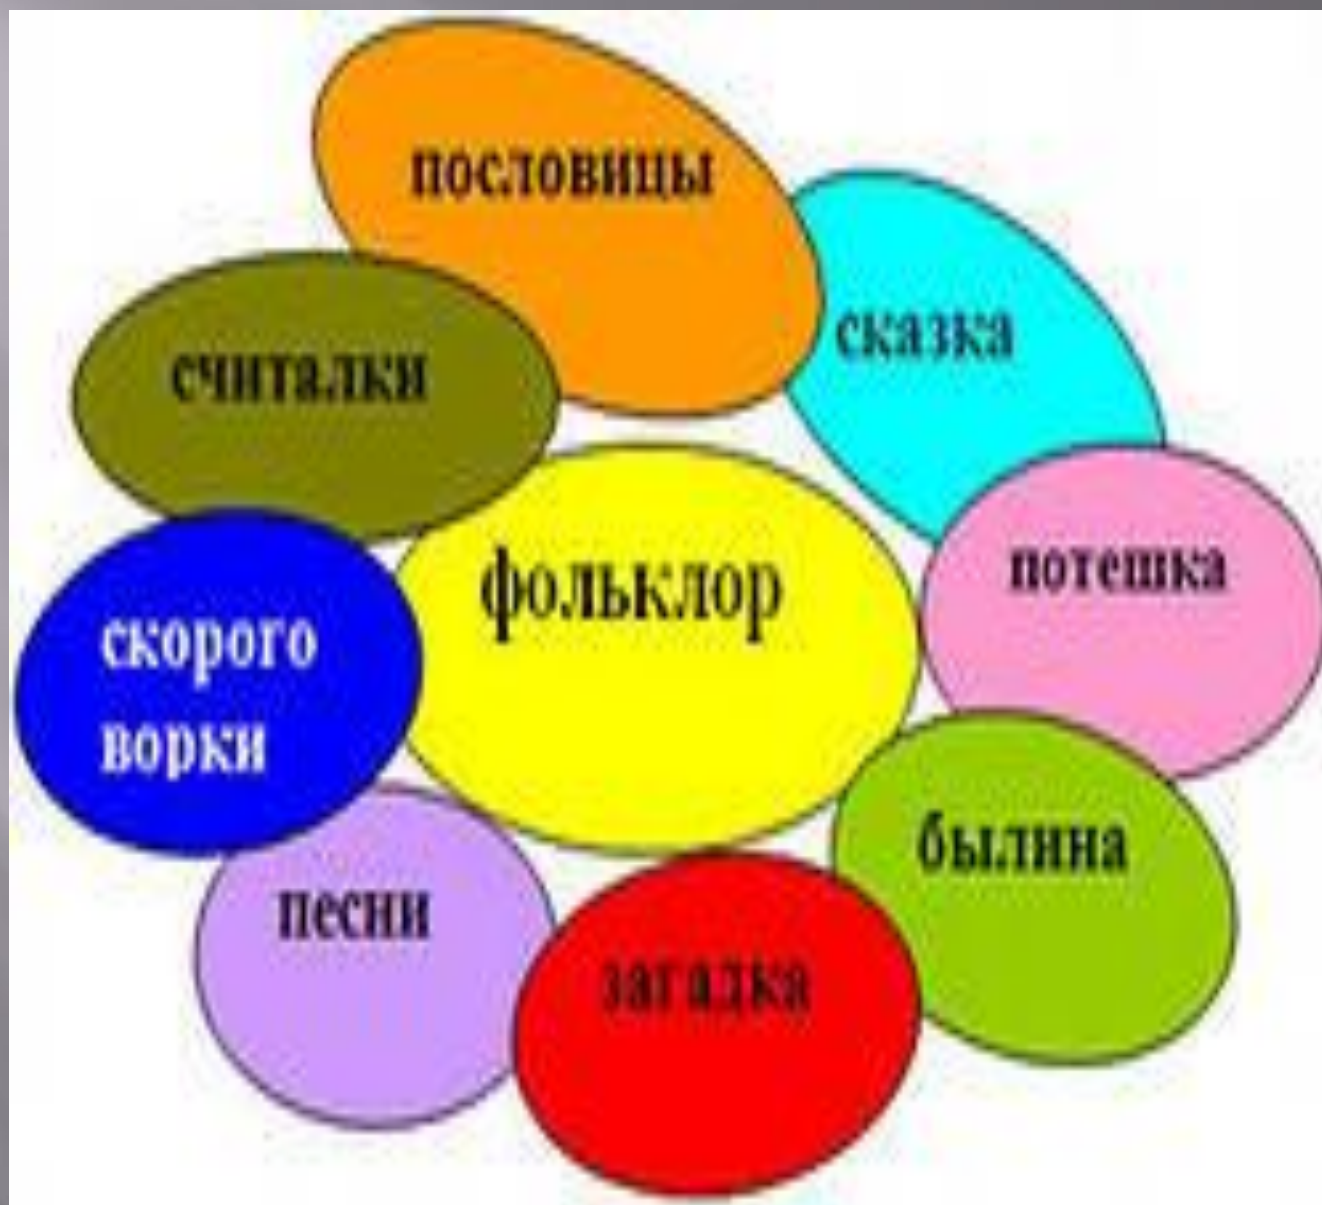 пословицы
сказка
считалки
фольклор
потешка
скорого
ворки
былина
песни
загадка